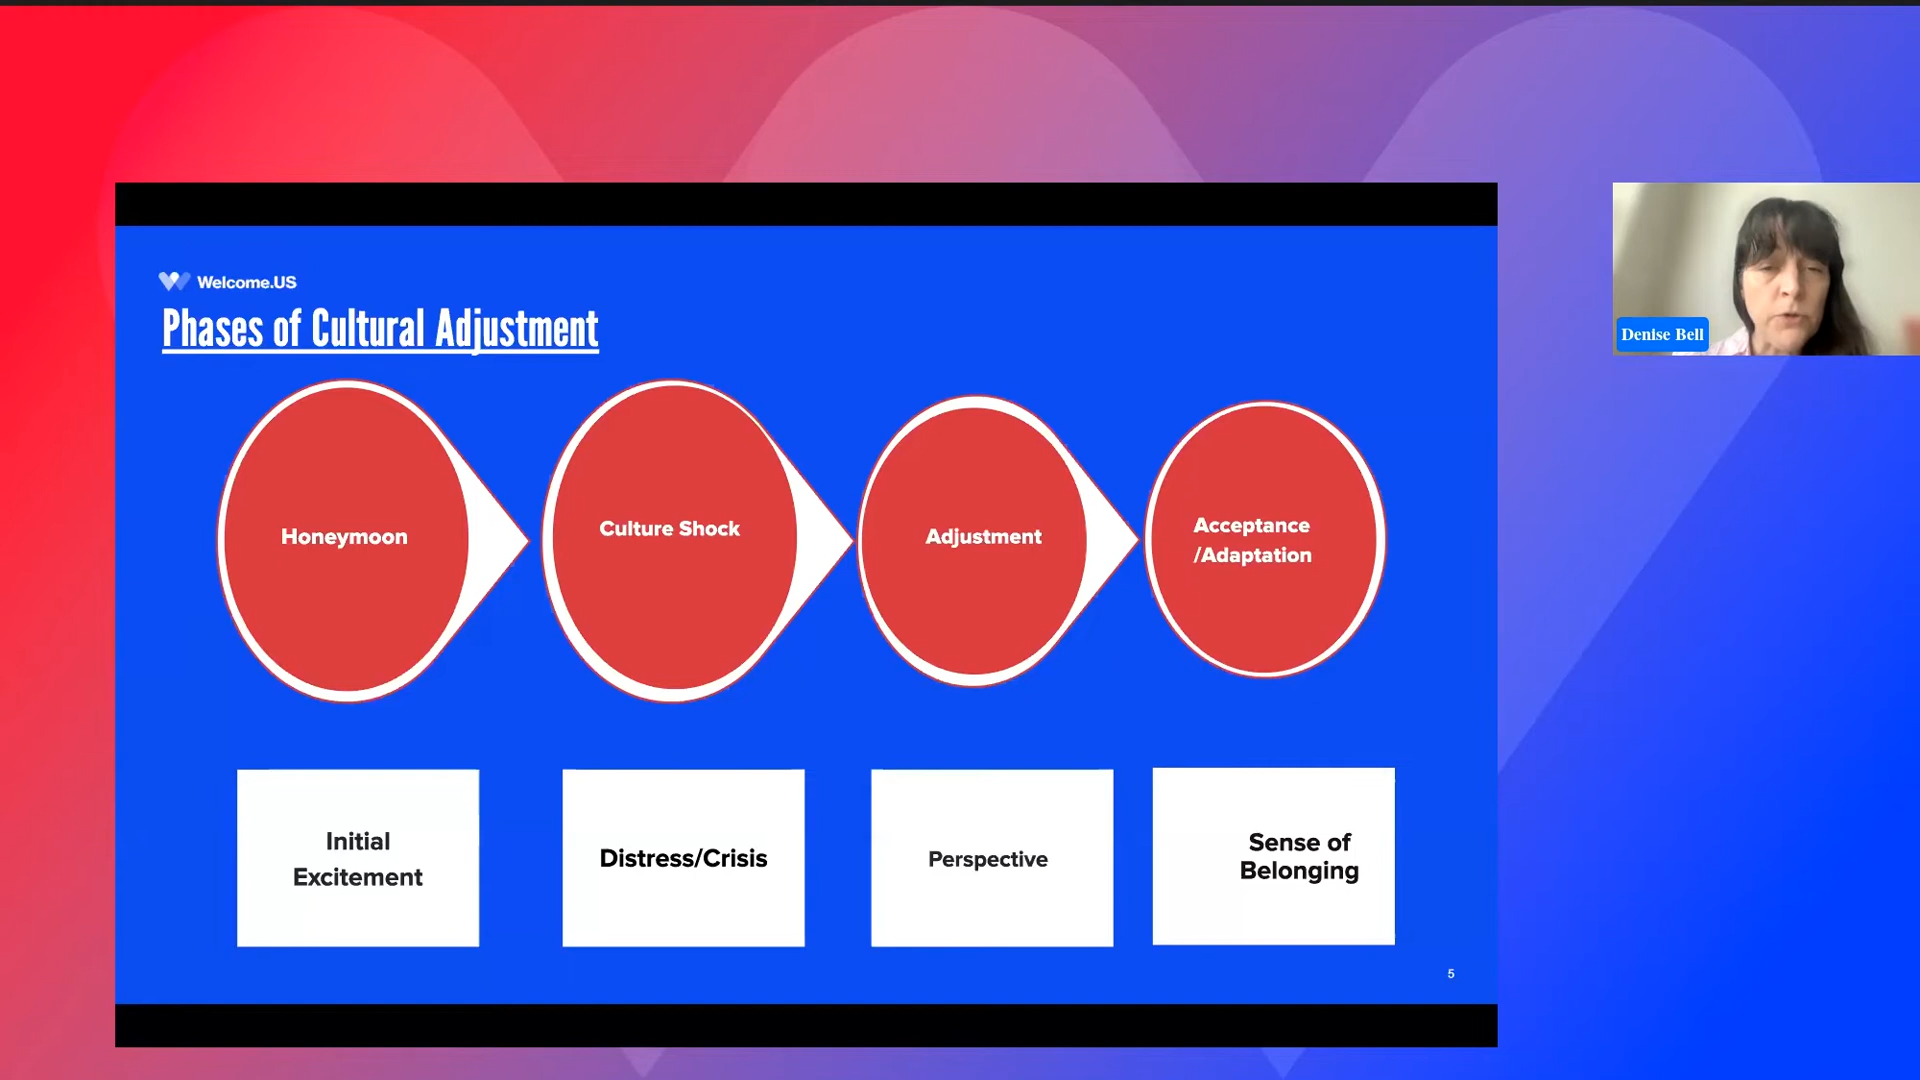 Welcome.US
Phases of Cultural Adjustment
Honeymoon
Culture Shock
Adjustment
Acceptance
/Adaptation
Initial
Excitement
Distress/Crisis
Perspective
Sense of
Belonging
5
Denise Bell